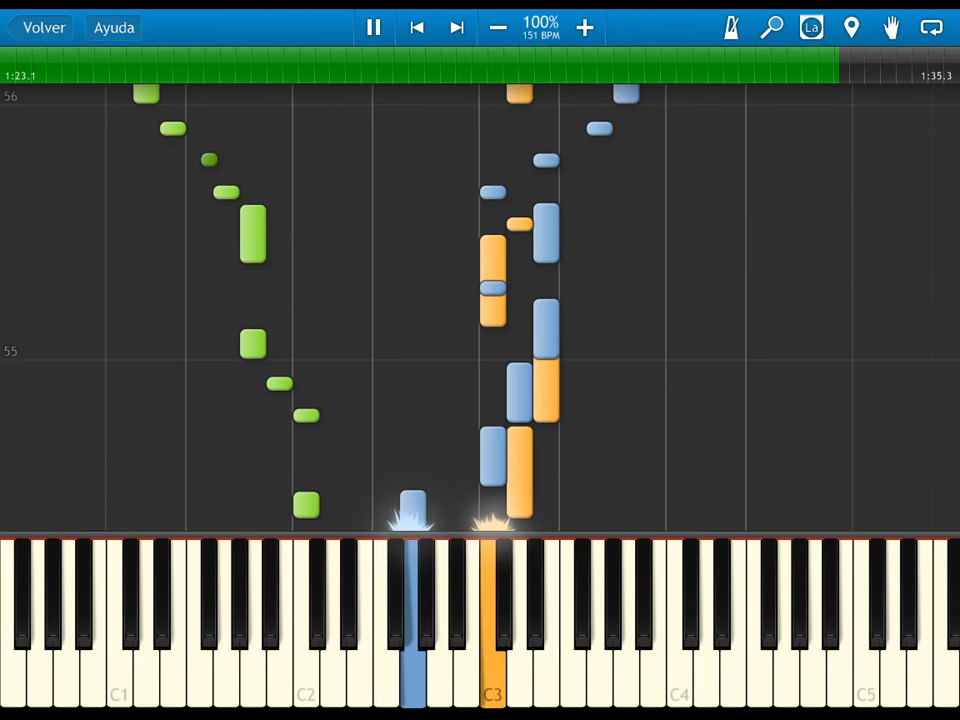 Volver
Ayuda
100%
151 BPM
La
1:23.1
1:35.3
56
55
C1
C2
C3
C4
C5